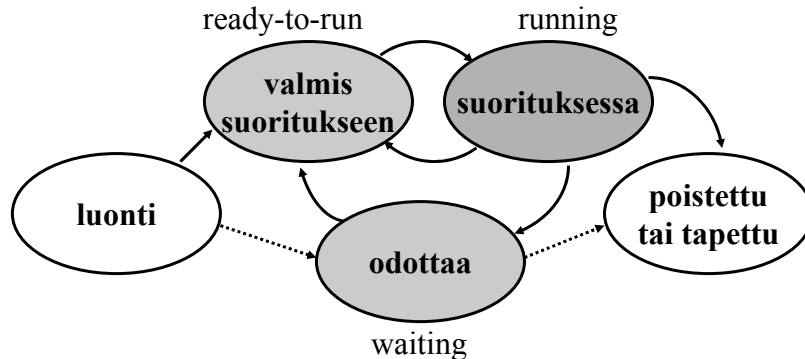 ready-to-run
running
valmis
suoritukseen
suorituksessa
luonti
poistettu
tai tapettu
odottaa
waiting